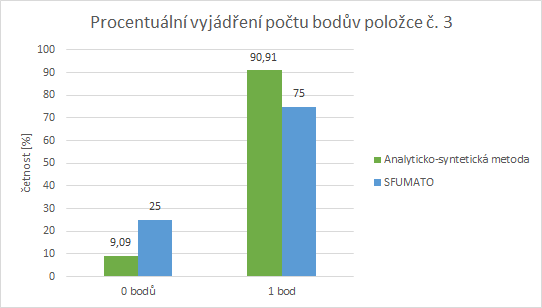 Procentuální vyjádření počtu bodův položce č. 3
četnost [%]
100
90
80
70
60
50
40
30
20
10
0
9,09
25
90,91
75
0 bodů
1 bod
Analyticko-syntetická metoda
SFUMATO